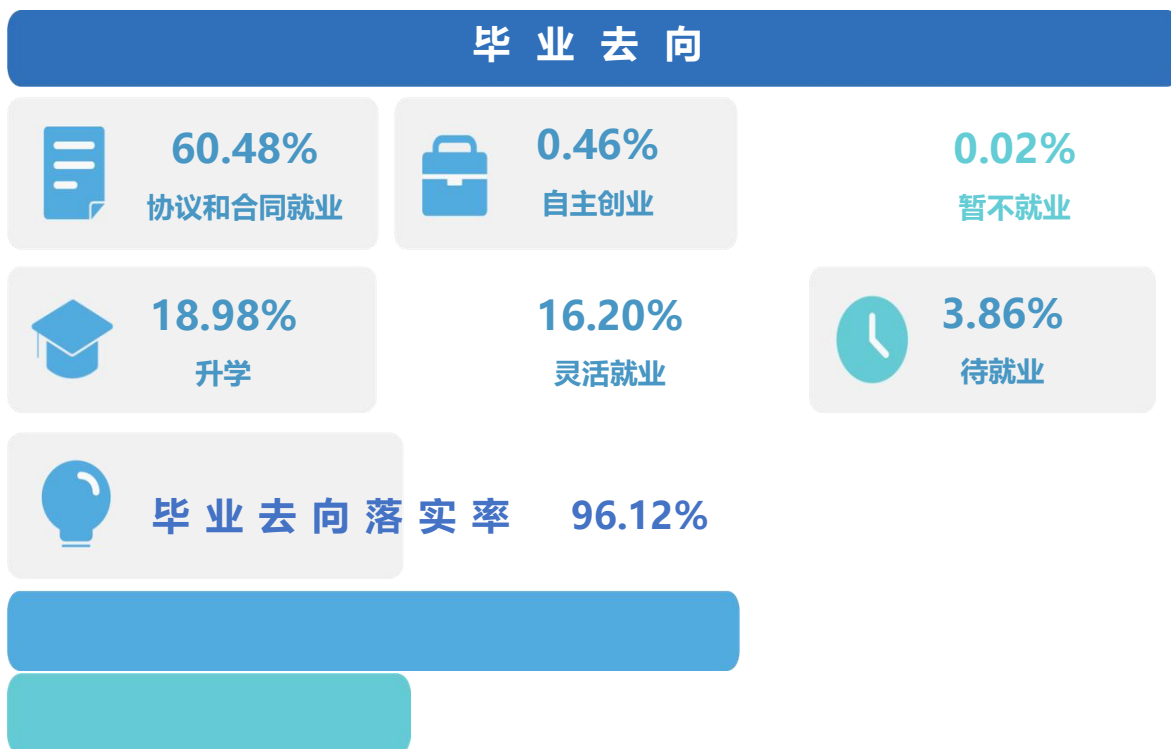 毕业去向
60.48%
协议和合同就业
0.46%
自主创业
0.02%
暂不就业
18.98%
升学
16.20%
灵活就业
3.86%
待就业
毕业去向落实率 96.12%